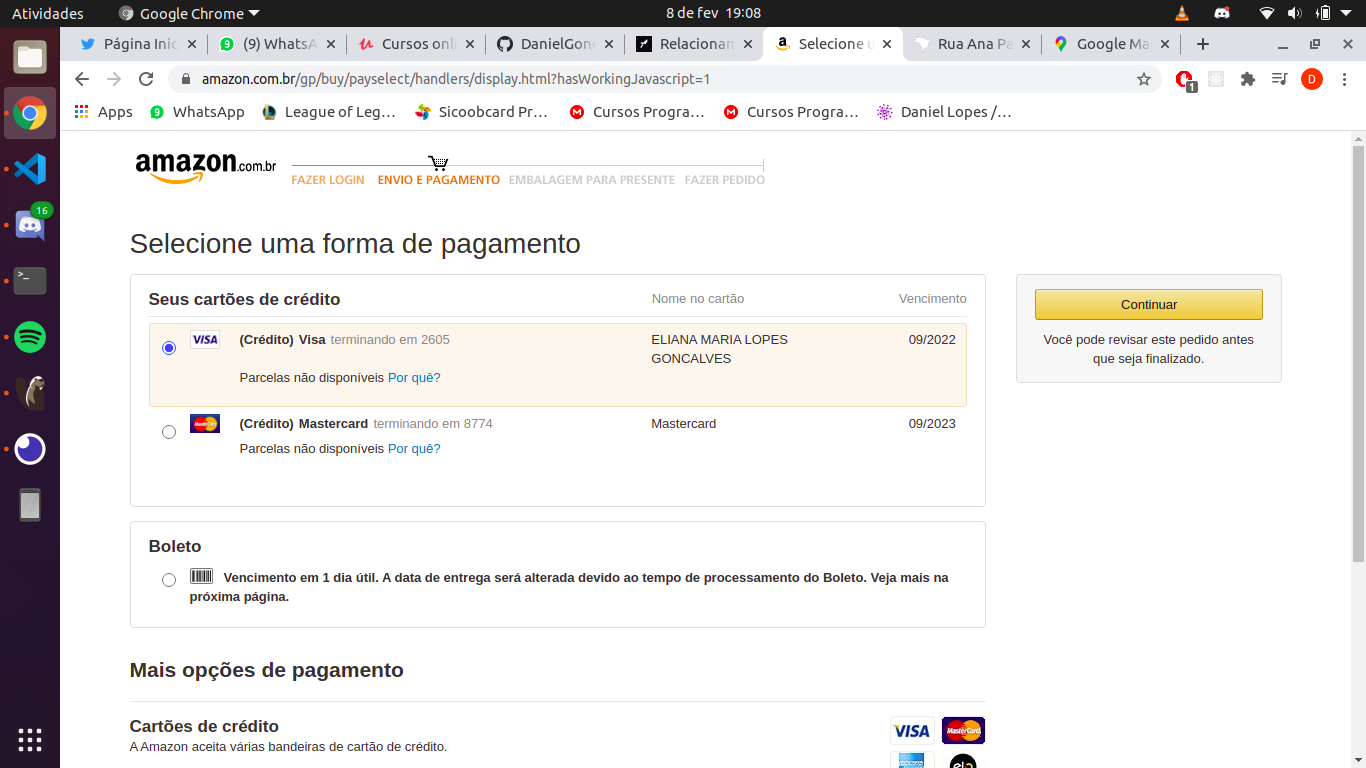 Atividades Google Chrome 8 de fev 19:08
Página Inic (9) WhatsA Cursos onl DanielGonc Relacionam Selecione u Rua Ana Pa Google Ma
amazon.com.br/gp/buy/payselect/handlers/display.html?hasWorkingJavascript=1 1 D
Apps WhatsApp League of Leg… Sicoobcard Pr… Cursos Progra… Cursos Progra… Daniel Lopes /…
16
amazon.com.br
FAZER LOGIN ENVIO E PAGAMENTO EMBALAGEM PARA PRESENTE FAZER PEDIDO
Selecione uma forma de pagamento
Seus cartões de crédito Nome no cartão Vencimento
VISA (Crédito) Visa terminando em 2605 ELIANA MARIA LOPES 09/2022
GONCALVES
Parcelas não disponíveis Por quê?
MasterCard (Crédito) Mastercard terminando em 8774 Mastercard 09/2023
Parcelas não disponíveis Por quê?
Continuar
Você pode revisar este pedido antes
que seja finalizado.
Boleto
Vencimento em 1 dia útil. A data de entrega será alterada devido ao tempo de processamento do Boleto. Veja mais na
próxima página.
Mais opções de pagamento
Cartões de crédito
A Amazon aceita várias bandeiras de cartão de crédito.
VISA MasterCard
elo